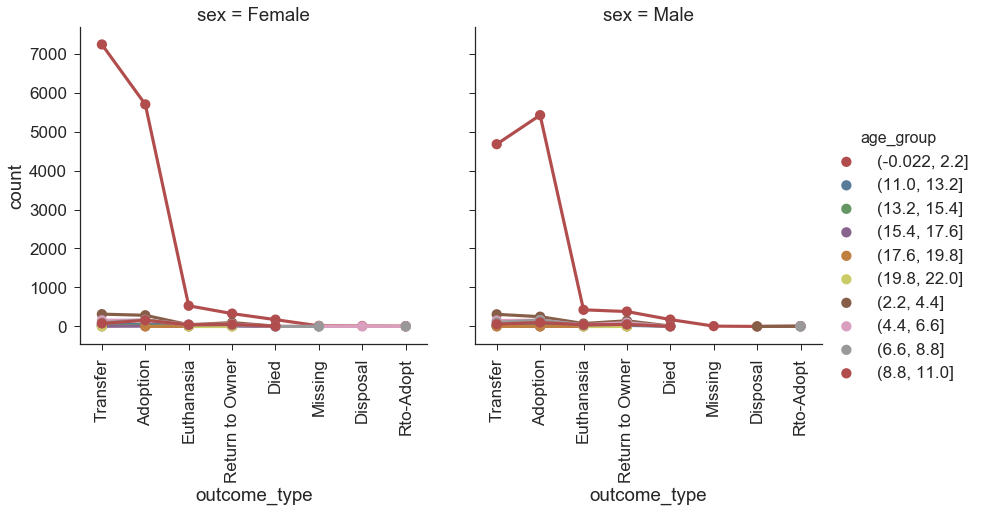 sex = Female
sex = Male
count
7000
6000
5000
4000
3000
2000
1000
0
Transfer
Adoption
Euthanasia
Return to Owner
Died
Missing
Disposal
Rto-Adopt
outcome_type
Transfer
Adoption
Euthanasia
Return to Owner
Died
Missing
Disposal
Rto-Adopt
outcome_type
age_group
(-0.022, 2.2]
(11.0, 13.2]
(13.2, 15.4]
(15.4, 17.6]
(17.6, 19.8]
(19.8, 22.0]
(2.2, 4.4]
(4.4, 6.6]
(6.6, 8.8]
(8.8, 11.0]